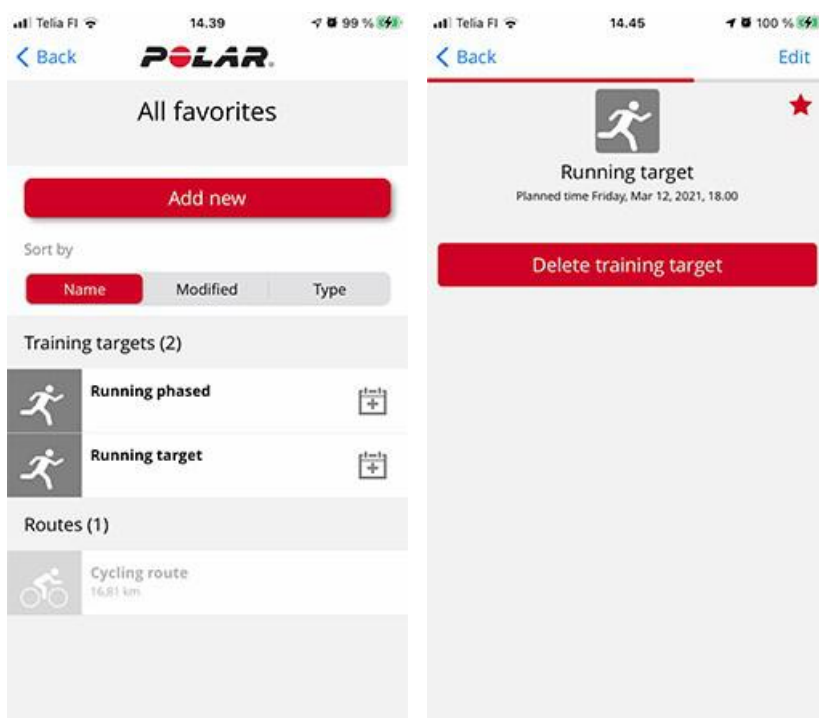 Telia FI 14.39 99 %
Back POLAR.
All favorites
Add new
Sort by
Name Modified Type
Training targets (2)
Running phased
Running target
Routes (1)
Cycling route
16,81 km
Telia FI 14.45 100 %
Back Edit
Running target
Planned time Friday, Mar 12, 2021, 18.00
Delete training target